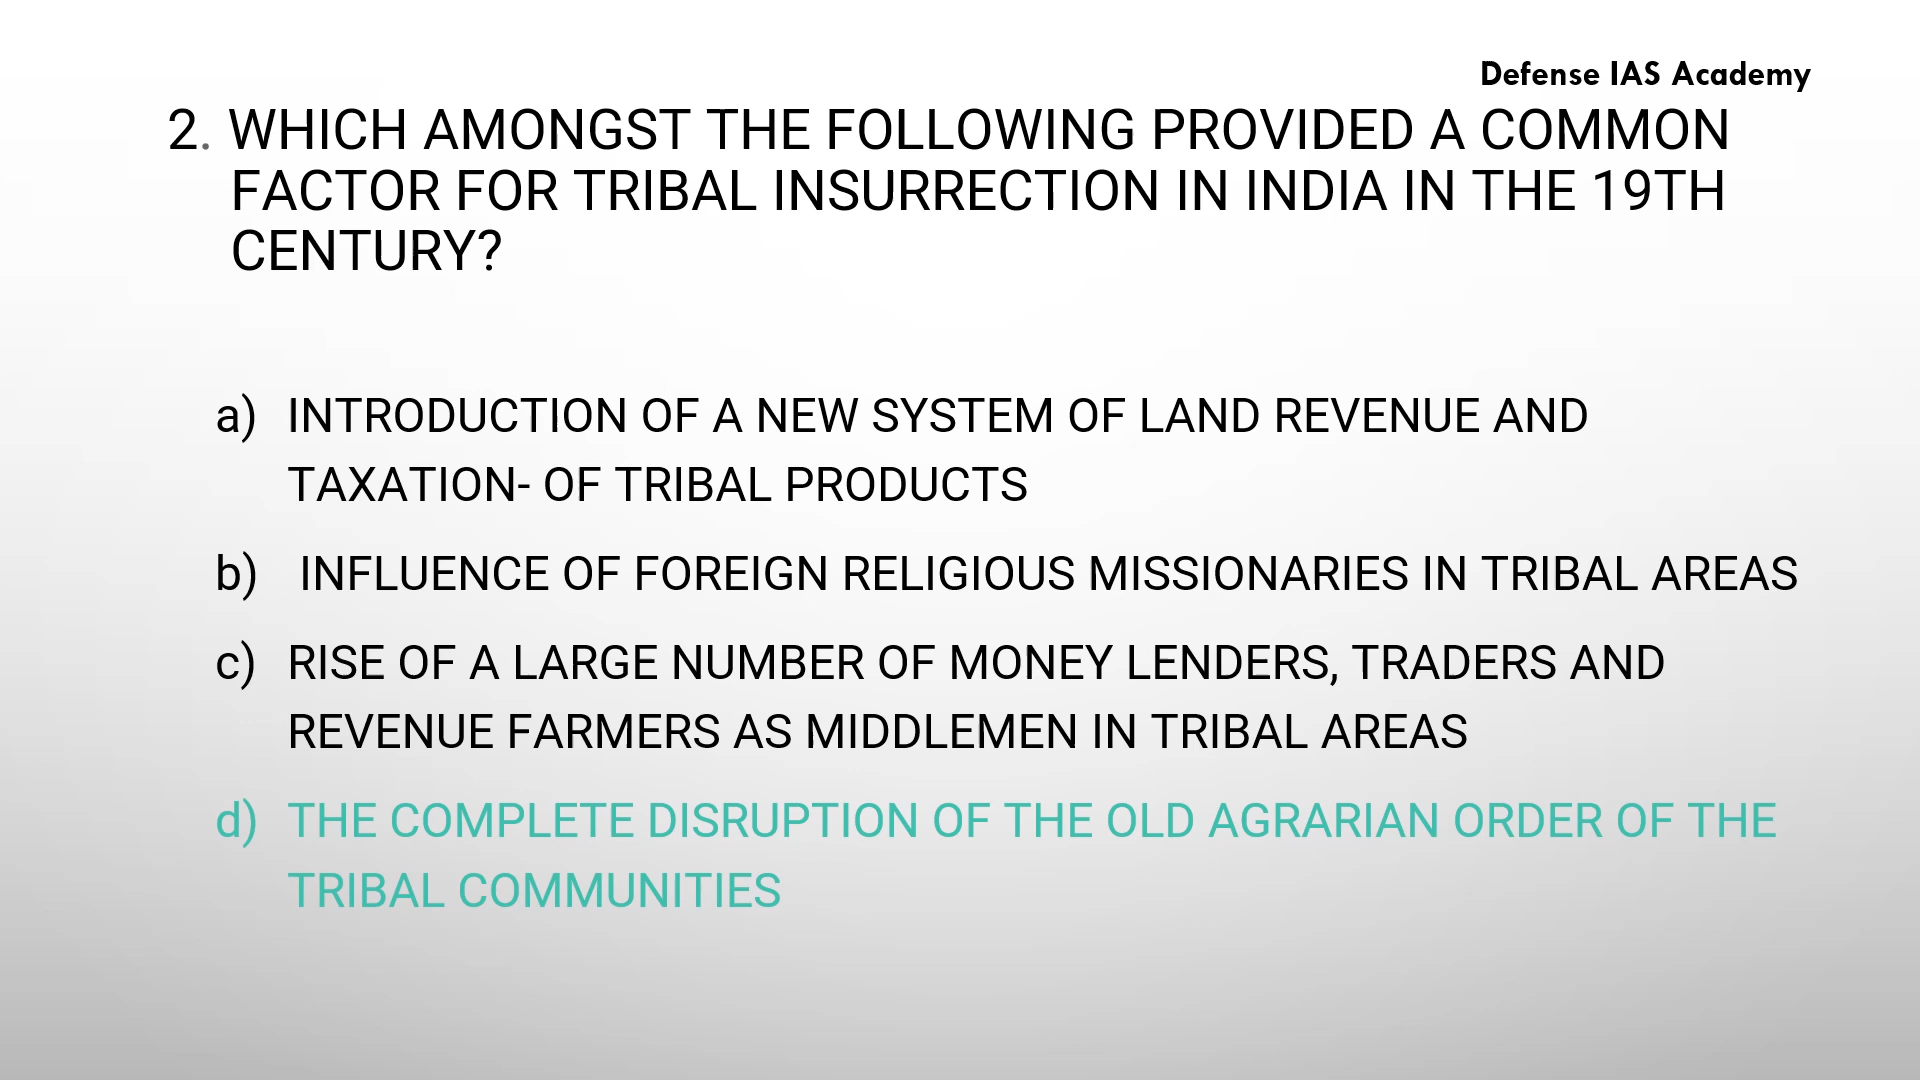 Defense IAS Academy
2. WHICH AMONGST THE FOLLOWING PROVIDED A COMMON
FACTOR FOR TRIBAL INSURRECTION IN INDIA IN THE 19TH
CENTURY?
a) INTRODUCTION OF A NEW SYSTEM OF LAND REVENUE AND
TAXATION- OF TRIBAL PRODUCTS
b) INFLUENCE OF FOREIGN RELIGIOUS MISSIONARIES IN TRIBAL AREAS
c) RISE OF A LARGE NUMBER OF MONEY LENDERS, TRADERS AND
REVENUE FARMERS AS MIDDLEMEN IN TRIBAL AREAS
d) THE COMPLETE DISRUPTION OF THE OLD AGRARIAN ORDER OF THE
TRIBAL COMMUNITIES